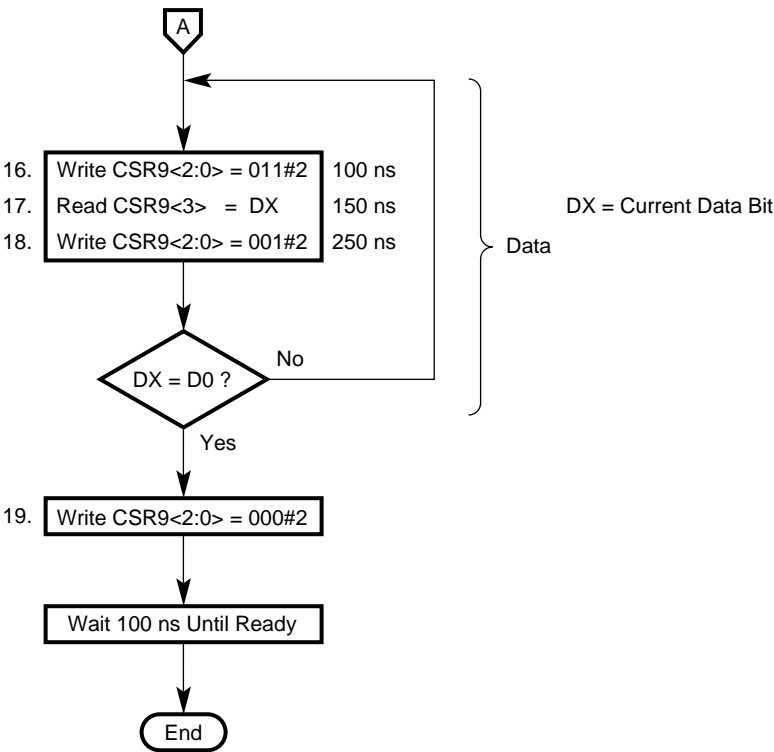 A
16. Write CSR9<2:0> = 011#2 100 ns
17. Read CSR9<3> = DX 150 ns DX = Current Data Bit
18. Write CSR9<2:0> = 001#2 250 ns
Data
No
DX = D0 ?
Yes
19. Write CSR9<2:0> = 000#2
Wait 100 ns Until Ready
End